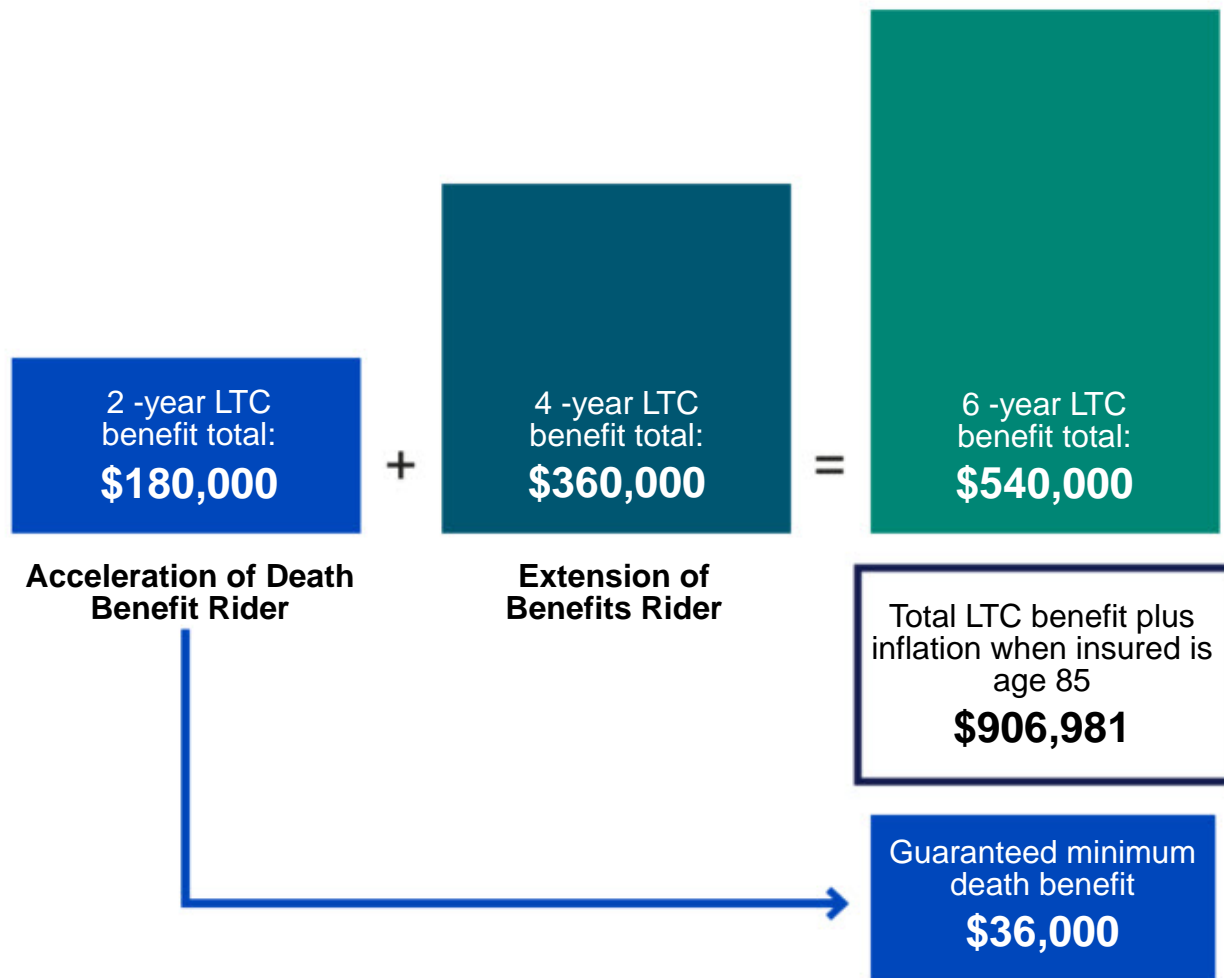 2 -year LTC
benefit total:
$180,000
+
4 -year LTC
benefit total:
$360,000
=
6 -year LTC
benefit total:
$540,000
Acceleration of Death
Benefit Rider
Extension of
Benefits Rider
Total LTC benefit plus
inflation when insured is
age 85
$906,981
Guaranteed minimum
death benefit
$36,000